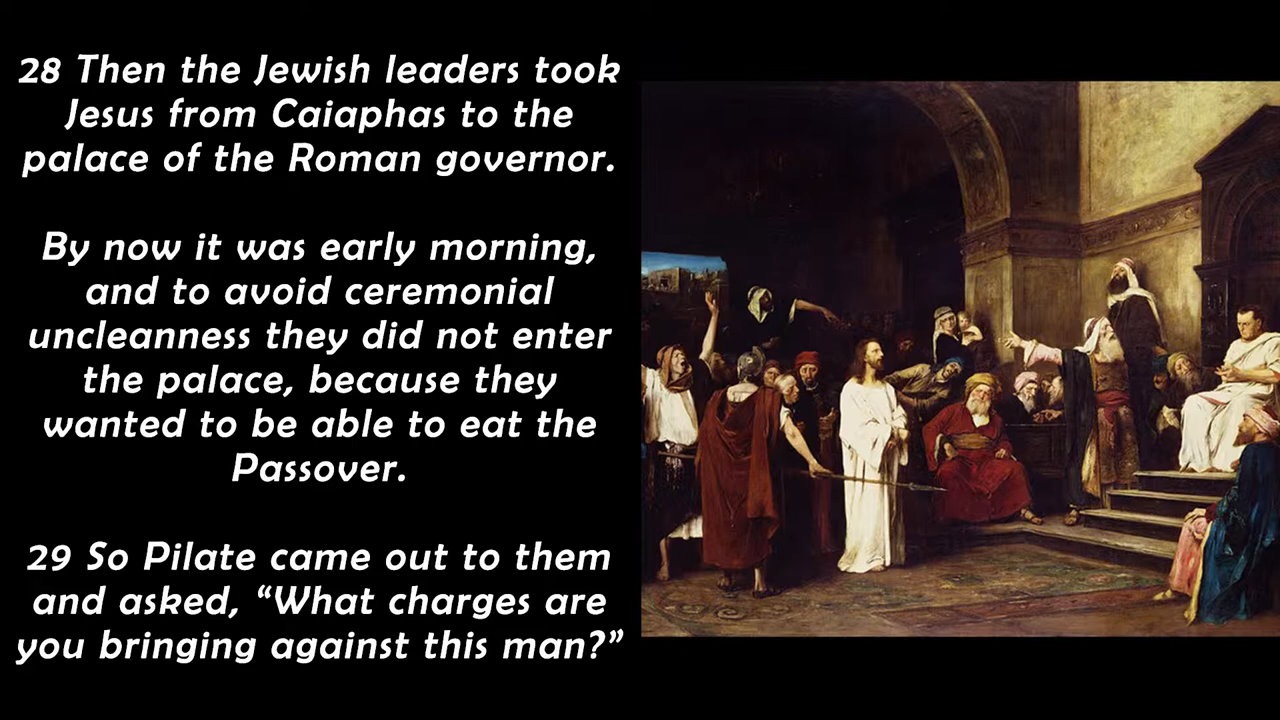 28 Then the Jewish leaders took
Jesus from Caiaphas to the
palace of the Roman governor.
By now it was early morning,
and to avoid ceremonial
uncleanness they did not enter
the palace, because they
wanted to be able to eat the
Passover.
29 So Pilate came out to them
and asked, “What charges are
you bringing against this man?”